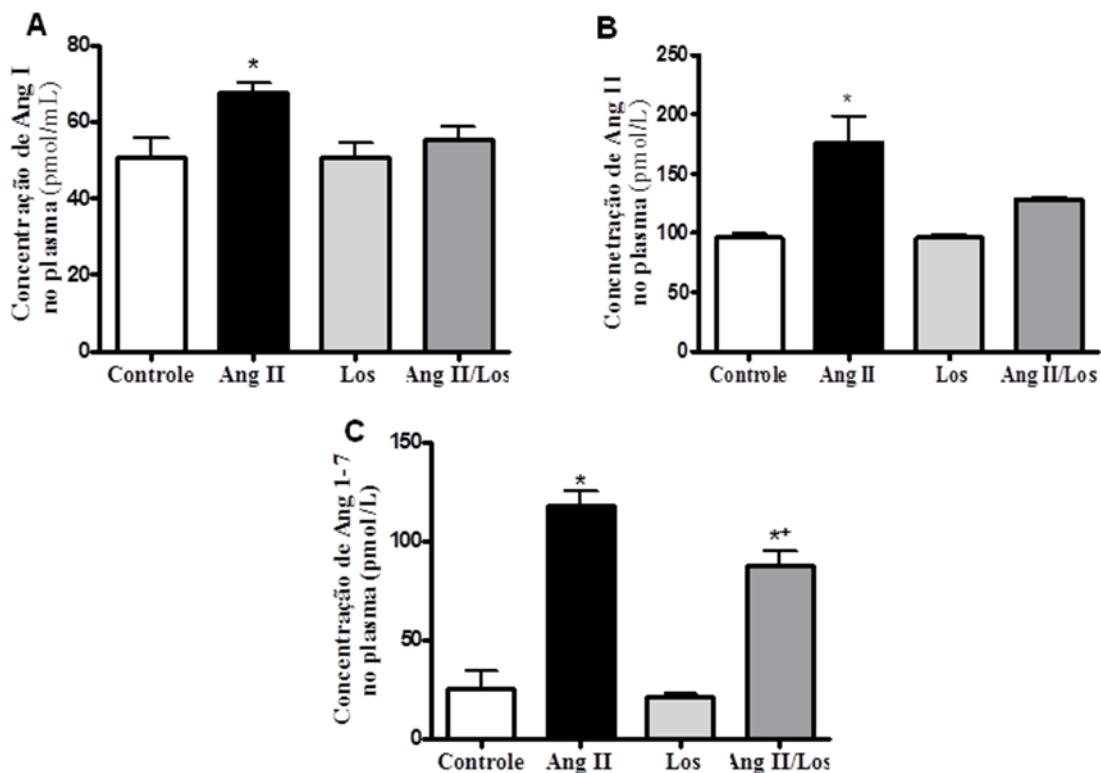 A
Concentração de Ang I
no plasma (pmol/mL)
80
60
40
20
0
*
Controle Ang II Los Ang II/Los
B
Concnetração de Ang II
no plasma (pmol/L)
250
200
150
100
50
0
*
Controle Ang II Los Ang II/Los
C
Concentração de Ang 1-7
no plasma (pmol/L)
150
100
50
0
*
*+
Controle Ang II Los Ang II/Los